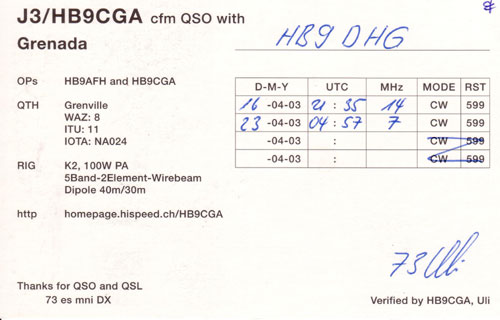 J3/HB9CGA cfm QSO with HB9DHG
Grenada
OPs HB9AFH and HB9CGA
QTH Grenville
WAZ: 8
ITU: 11
IOTA: NA024
RIG K2, 100W PA
5Band-2Element-Wirebeam
Dipole 40m/30m
http homepage.hispeed.ch/HB9CGA
D-M-Y UTC MHz MODE RST
16 -04-03 21 : 35 14 CW 599
23 -04-03 04 : 57 7 CW 599
-04-03 : CW 599
-04-03 : CW 599
73 Uli
Thanks for QSO and QSL
73 es mni DX
Verified by HB9CGA, Uli